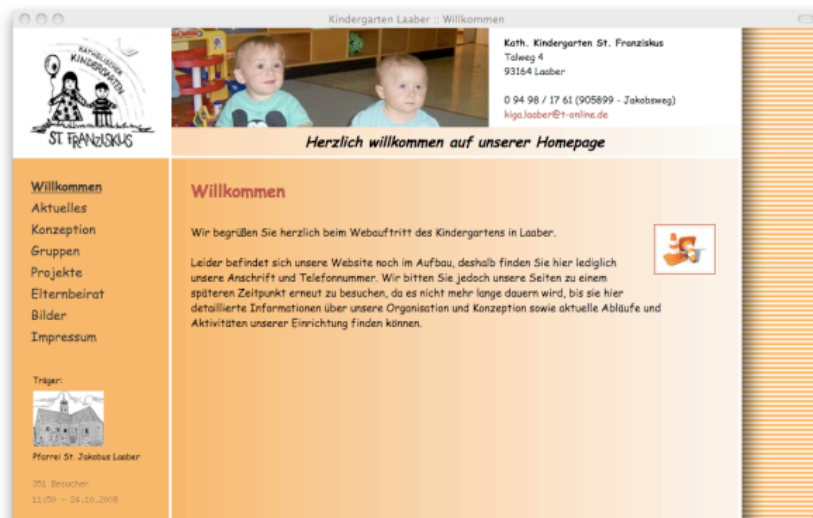 Kindergarten Laaber :: Willkommen
KATHOLISCHER
KINDERGARTEN
ST. FRANZISKUS
Kath. Kindergarten St. Franziskus
Talweg 4
93164 Laaber
0 94 98 / 17 61 (905899 - Jakobsweg)
kiga.laaber@t-online.de
Herzlich willkommen auf unserer Homepage
Willkommen
Aktuelles
Konzeption
Gruppen
Projekte
Elternbeirat
Bilder
Impressum
Träger:
Pfarrei St. Jakobus Laaber
351 Besucher
11:50 - 24.10.2008
Willkommen
Wir begrüßen Sie herzlich beim Webauftritt des Kindergartens in Laaber.
Leider befindet sich unsere Website noch im Aufbau, deshalb finden Sie hier lediglich
unsere Anschrift und Telefonnummer. Wir bitten Sie jedoch unsere Seiten zu einem
späteren Zeitpunkt erneut zu besuchen, da es nicht mehr lange dauern wird, bis sie hier
detaillierte Informationen über unsere Organisation und Konzeption sowie aktuelle Abläufe und
Aktivitäten unserer Einrichtung finden können.